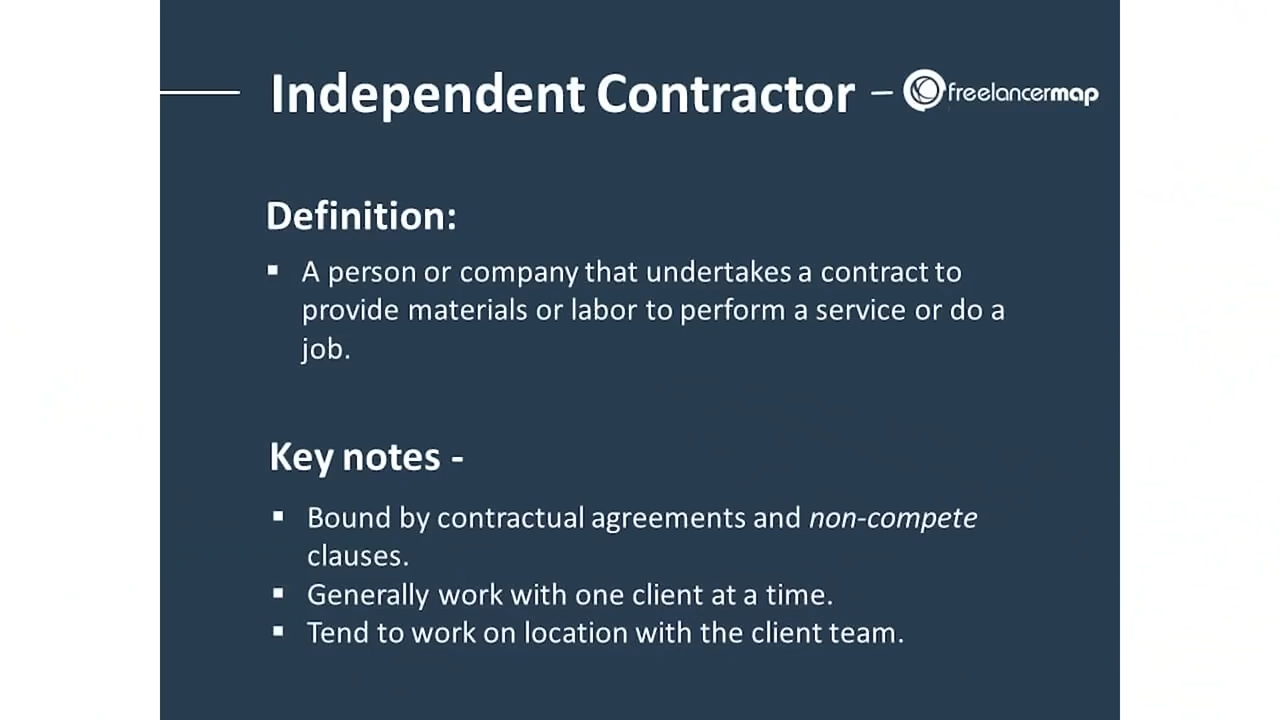 Independent Contractor – freelancermap
Definition:
▪ A person or company that undertakes a contract to
provide materials or labor to perform a service or do a
job.
Key notes -
▪ Bound by contractual agreements and non-compete
clauses.
▪ Generally work with one client at a time.
▪ Tend to work on location with the client team.